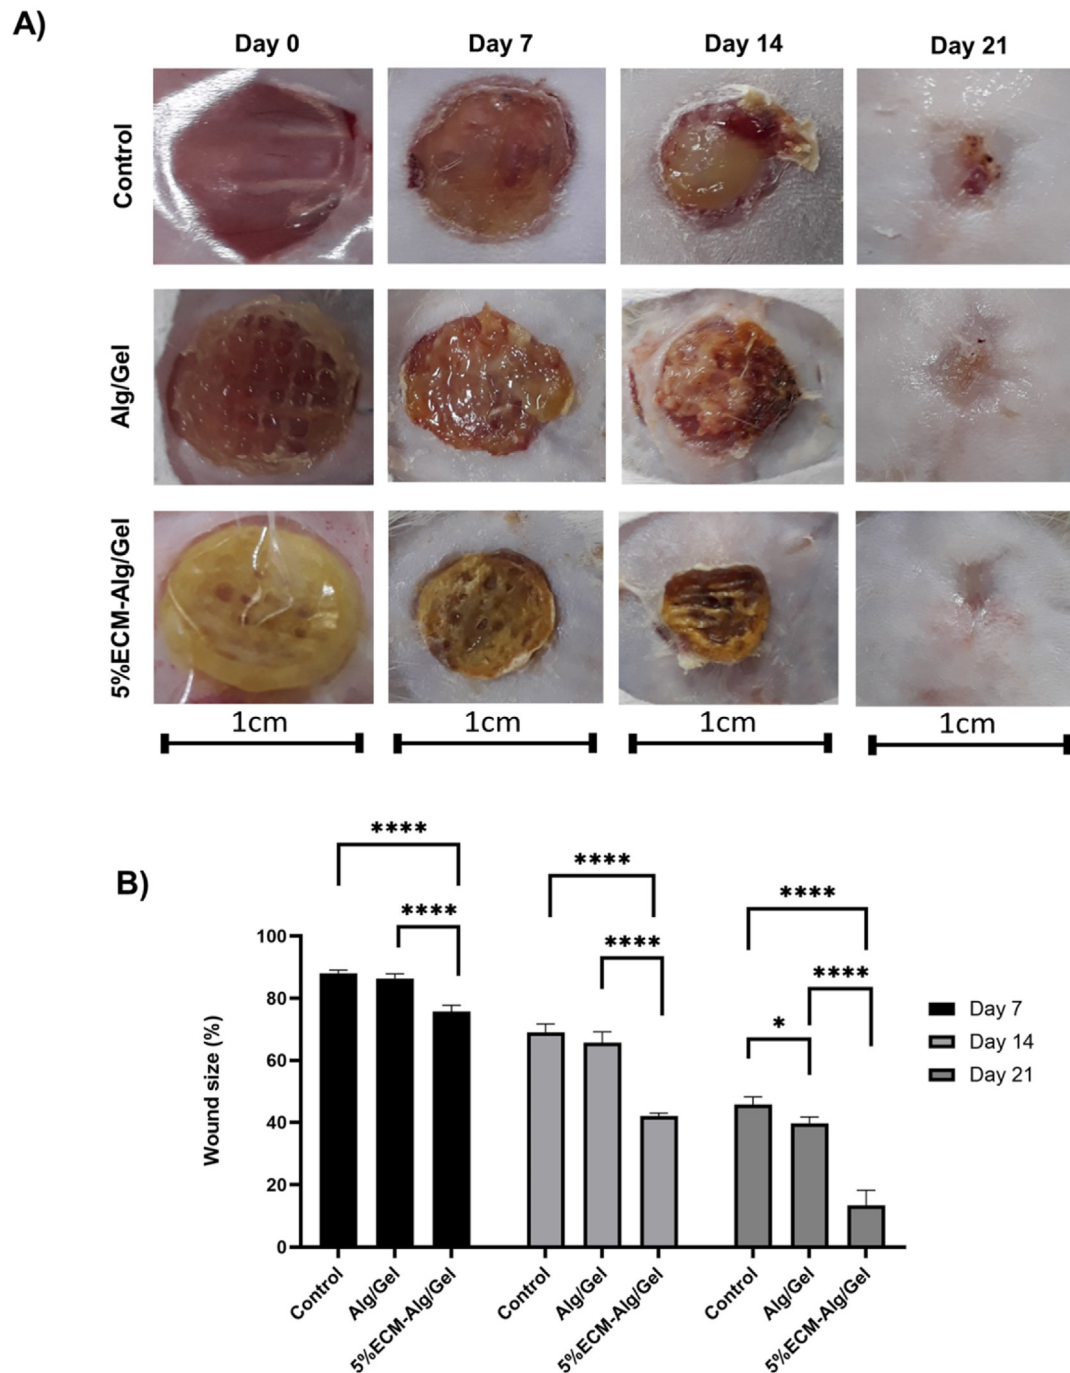 A)
Day 0 Day 7 Day 14 Day 21
Control
Alg/Gel
5%ECM-Alg/Gel
1cm 1cm 1cm 1cm
B)
****
****
****
****
****
****
*
Wound size (%)
100
80
60
40
20
0
Day 7
Day 14
Day 21
Control Alg/Gel 5%ECM-Alg/Gel Control Alg/Gel 5%ECM-Alg/Gel Control Alg/Gel 5%ECM-Alg/Gel